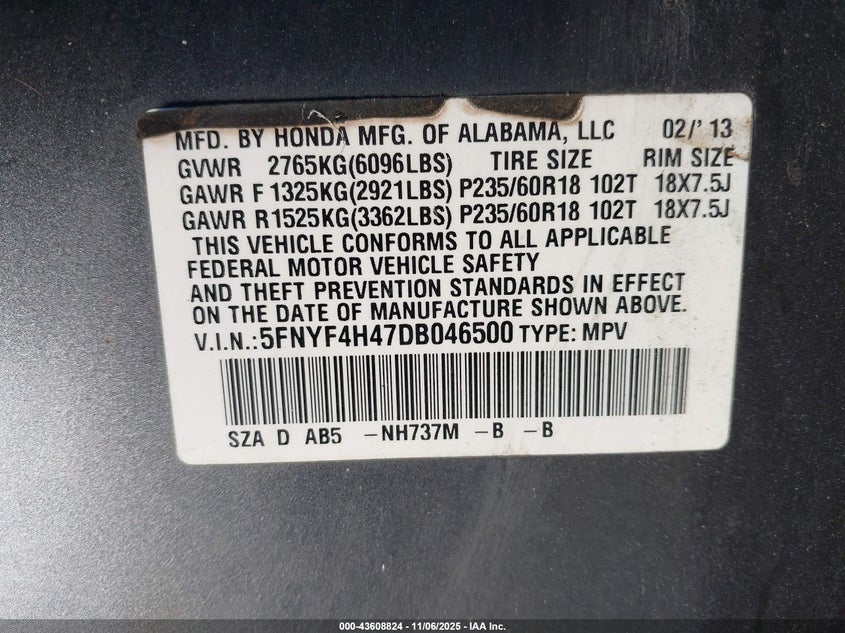 MFD. BY HONDA MFG. OF ALABAMA, LLC 02/'13
GVWR 2765KG(6096LBS) TIRE SIZE RIM SIZE
GAWR F 1325KG(2921LBS) P235/60R18 102T 18X7.5J
GAWR R1525KG(3362LBS) P235/60R18 102T 18X7.5J
THIS VEHICLE CONFORMS TO ALL APPLICABLE
FEDERAL MOTOR VEHICLE SAFETY
AND THEFT PREVENTION STANDARDS IN EFFECT
ON THE DATE OF MANUFACTURE SHOWN ABOVE.
V.I.N.:5FNYF4H47DB046500 TYPE: MPV
SZA D AB5 -NH737M -B -B
000-43608824 - 11/06/2025 - IAA Inc.